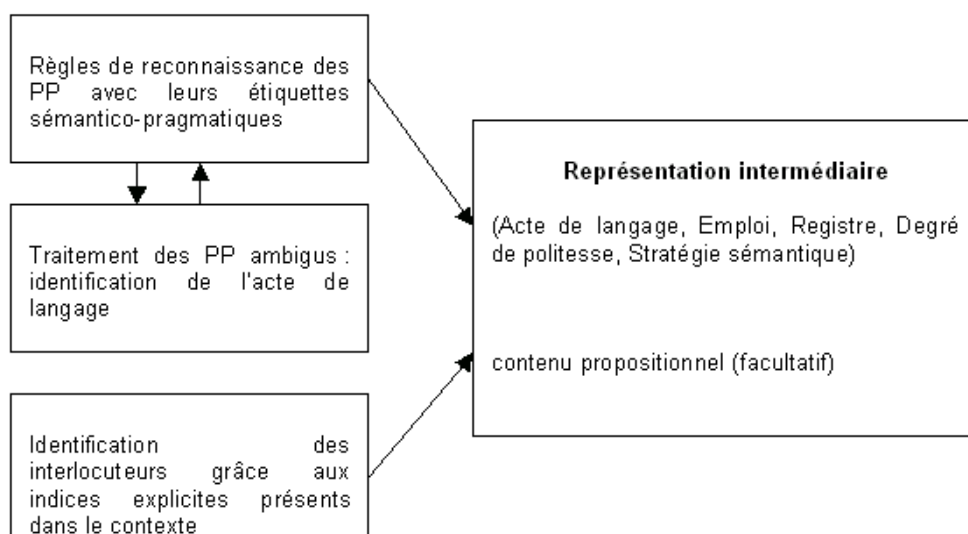 Règles de reconnaissance des
PP avec leurs étiquettes
sémantico-pragmatiques
Traitement des PP ambigus :
identification de l'acte de
langage
Identification des
interlocuteurs grâce aux
indices explicites présents
dans le contexte
Représentation intermédiaire
(Acte de langage, Emploi, Registre, Degré
de politesse, Stratégie sémantique)
contenu propositionnel (facultatif)